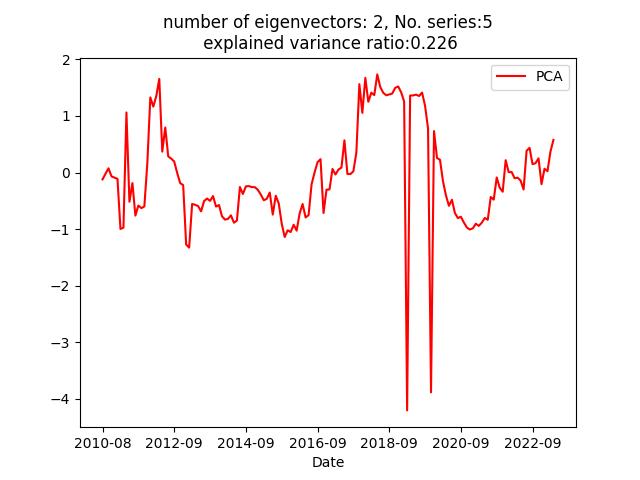 number of eigenvectors: 2, No. series:5
explained variance ratio:0.226
PCA
2
1
0
−1
−2
−3
−4
2010-08 2012-09 2014-09 2016-09 2018-09 2020-09 2022-09
Date